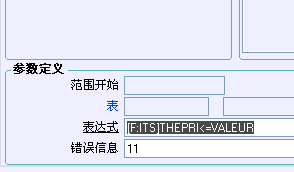 参数定义
范围开始
表
表达式 [F:ITS]THEPRI<=VALEUR
错误信息 11